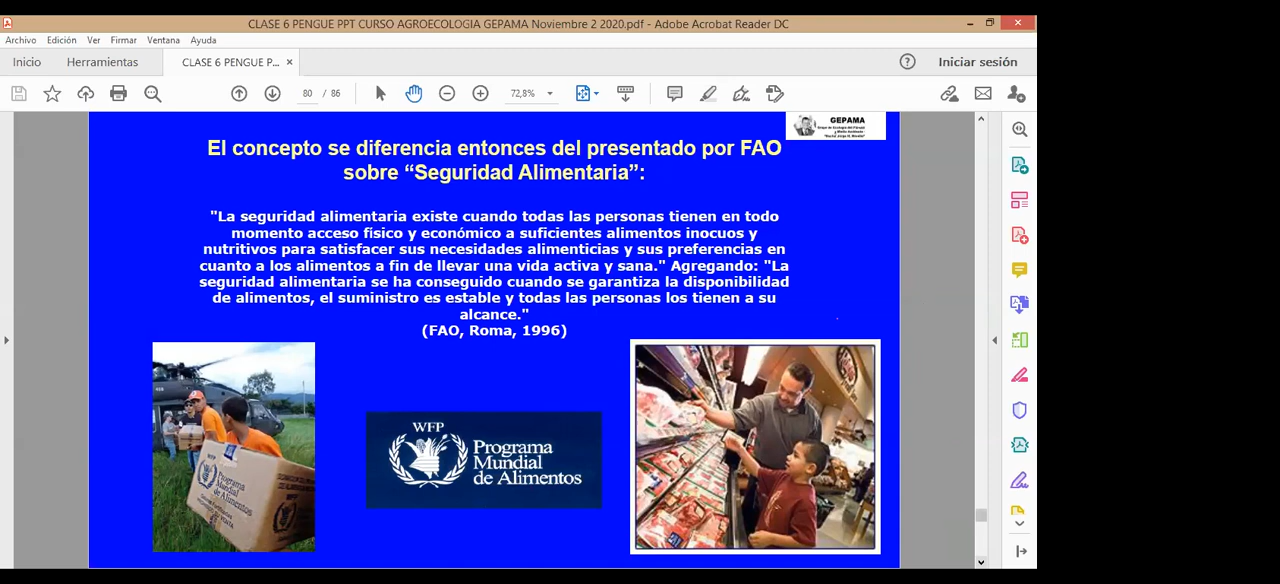 CLASE 6 PENGUE PPT CURSO AGROECOLOGIA GEPAMA Noviembre 2 2020.pdf - Adobe Acrobat Reader DC
Archivo Edición Ver Firmar Ventana Ayuda
Inicio Herramientas CLASE 6 PENGUE P... × Iniciar sesión
80 / 86 72,8%
GEPAMA
El concepto se diferencia entonces del presentado por FAO
sobre “Seguridad Alimentaria”:
"La seguridad alimentaria existe cuando todas las personas tienen en todo
momento acceso físico y económico a suficientes alimentos inocuos y
nutritivos para satisfacer sus necesidades alimenticias y sus preferencias en
cuanto a los alimentos a fin de llevar una vida activa y sana." Agregando: "La
seguridad alimentaria se ha conseguido cuando se garantiza la disponibilidad
de alimentos, el suministro es estable y todas las personas los tienen a su
alcance."
(FAO, Roma, 1996)
WFP
Programa
Mundial
de Alimentos
Programa
Mundial
de Alimentos